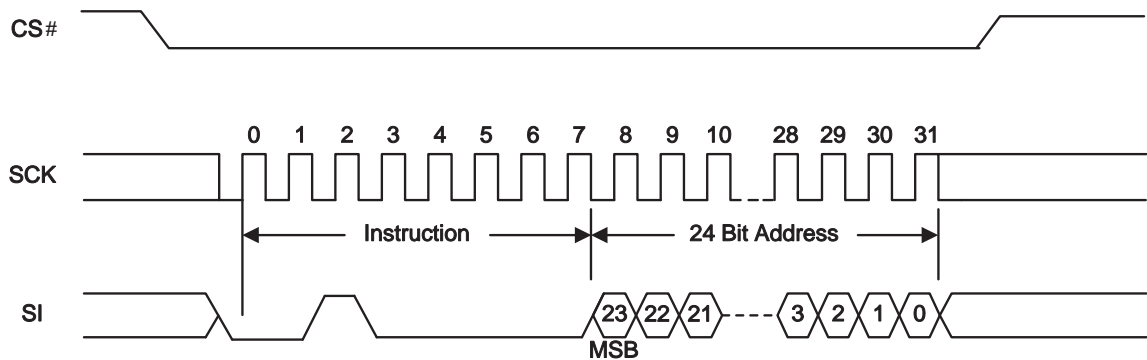 CS#
0 1 2 3 4 5 6 7 8 9 10 28 29 30 31
SCK
Instruction 24 Bit Address
SI 23 22 21 3 2 1 0
MSB